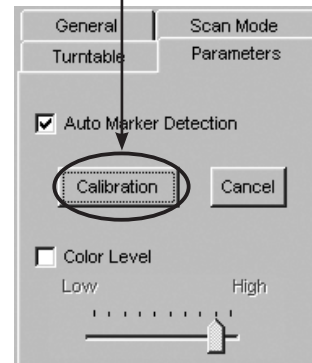 General Scan Mode
Turntable Parameters
Auto Marker Detection
Calibration Cancel
Color Level
Low High